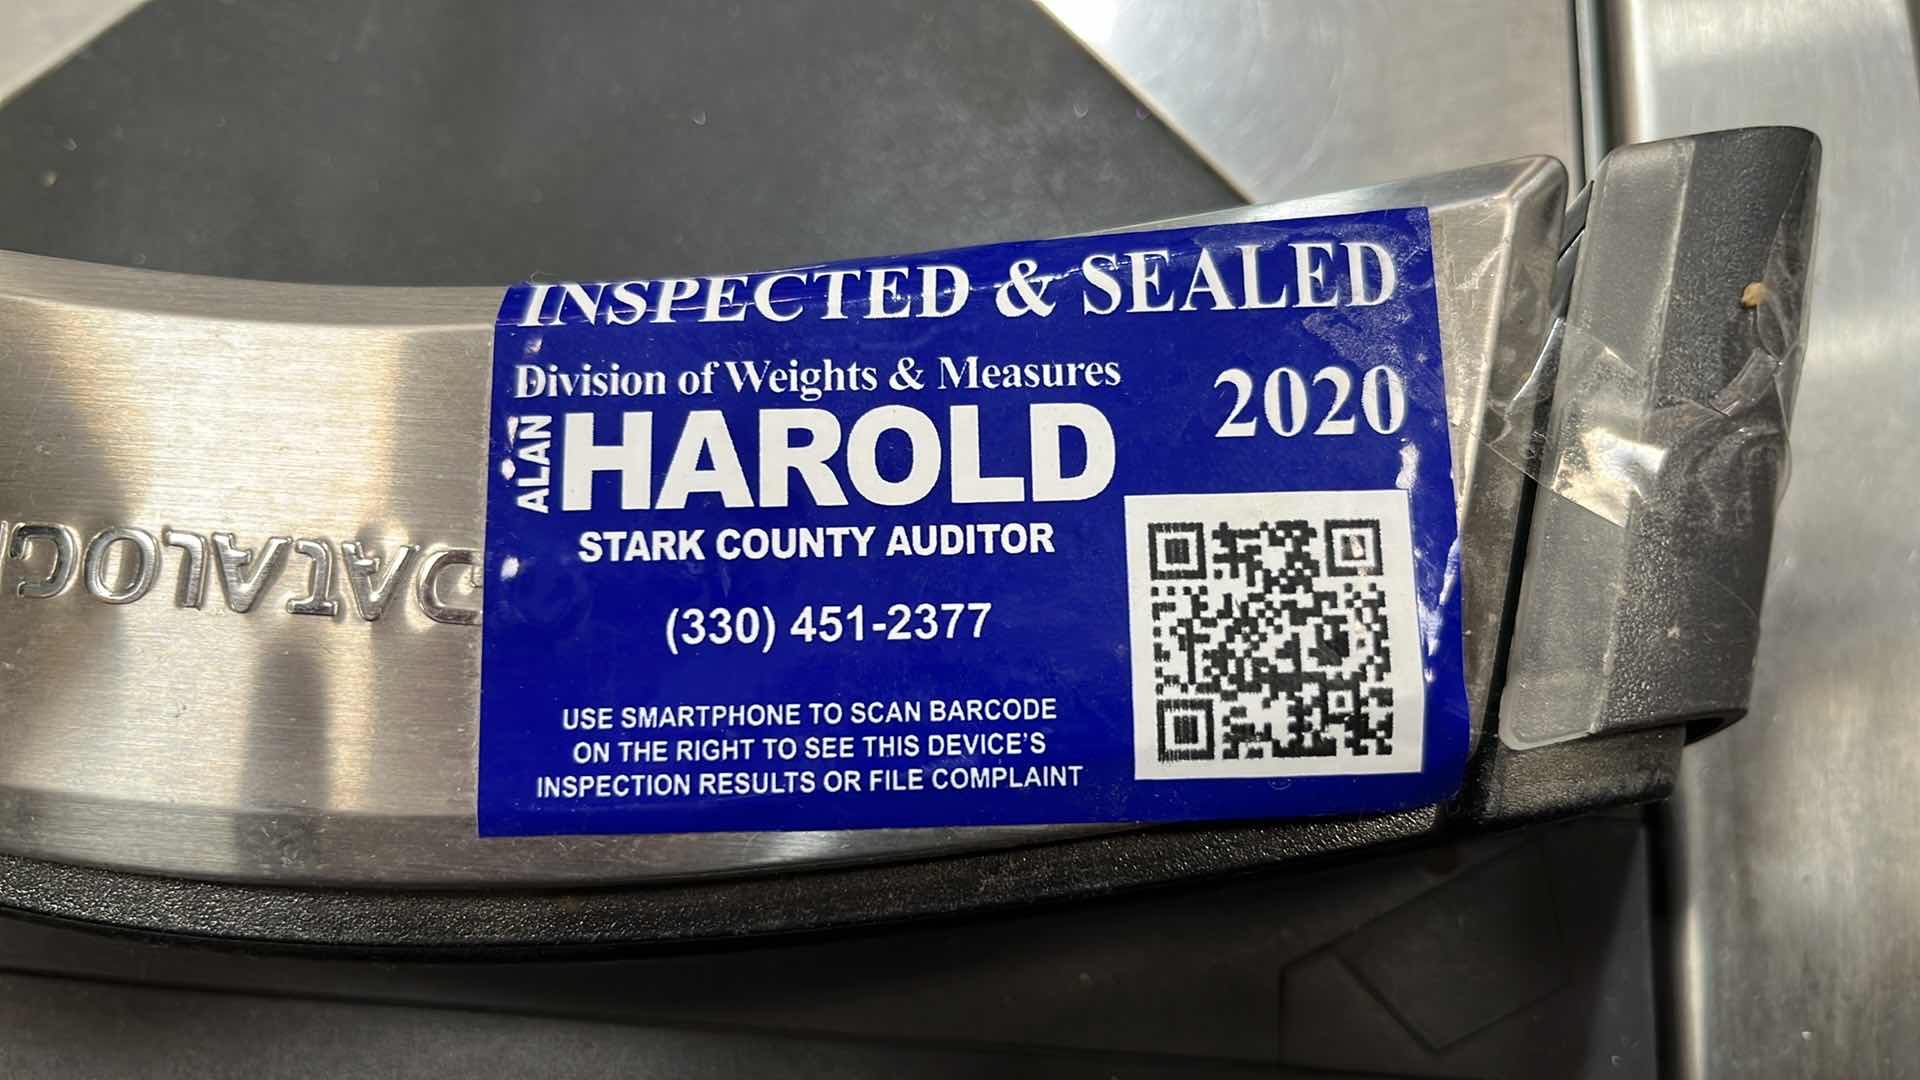 INSPECTED & SEALED
Division of Weights & Measures
2020
ALAN
HAROLD
STARK COUNTY AUDITOR
(330) 451-2377
USE SMARTPHONE TO SCAN BARCODE
ON THE RIGHT TO SEE THIS DEVICE'S
INSPECTION RESULTS OR FILE COMPLAINT
DATALOG